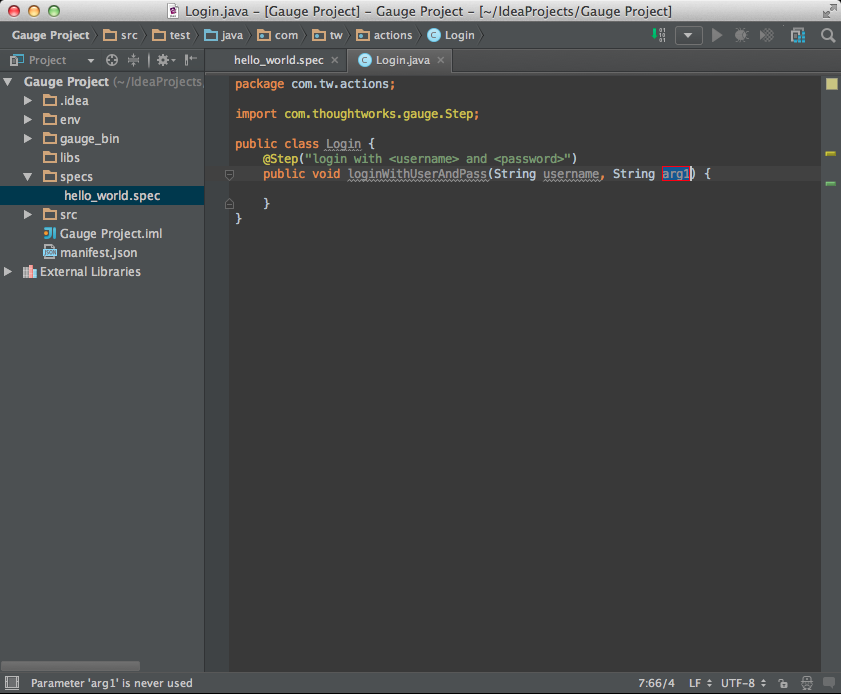 Login.java - [Gauge Project] - Gauge Project - [~/IdeaProjects/Gauge Project]
Gauge Project src test java com tw actions Login
Project
hello_world.spec Login.java
Gauge Project (~/IdeaProjects
.idea
env
gauge_bin
libs
specs
hello_world.spec
src
Gauge Project.iml
manifest.json
External Libraries
package com.tw.actions;
import com.thoughtworks.gauge.Step;
public class Login {
@Step("login with <username> and <password>")
public void loginWithUserAndPass(String username, String arg1) {
}
}
Parameter 'arg1' is never used
7:66/4 LF UTF-8